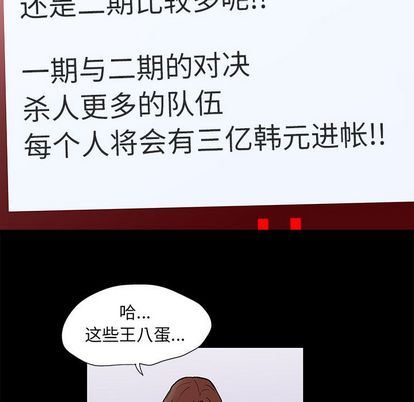 还是二期比较多呢!!
一期与二期的对决
杀人更多的队伍
每个人将会有三亿韩元进帐!!
哈...
这些王八蛋...